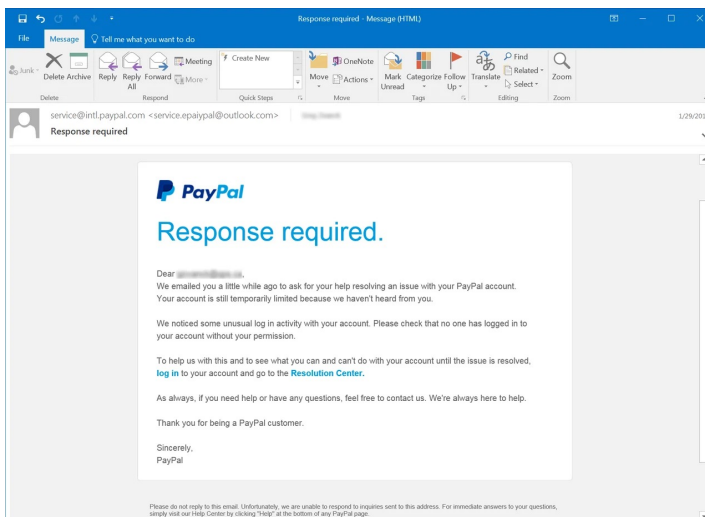 Response required - Message (HTML)
File Message Tell me what you want to do
Junk
Delete Archive
Reply Reply All Forward
Meeting
More
Create New
Move
OneNote
Actions
Mark Unread Categorize Follow Up
Translate
Find
Related
Select
Zoom
Delete Respond Quick Steps Move Tags Editing Zoom
service@intl.paypal.com <service.epaiypal@outlook.com>
1/29/201
Response required
PayPal
Response required.
Dear
We emailed you a little while ago to ask for your help resolving an issue with your PayPal account.
Your account is still temporarily limited because we haven't heard from you.
We noticed some unusual log in activity with your account. Please check that no one has logged in to
your account without your permission.
To help us with this and to see what you can and can't do with your account until the issue is resolved,
log in to your account and go to the Resolution Center.
As always, if you need help or have any questions, feel free to contact us. We're always here to help.
Thank you for being a PayPal customer.
Sincerely,
PayPal
Please do not reply to this email. Unfortunately, we are unable to respond to inquiries sent to this address. For immediate answers to your questions,
simply visit our Help Center by clicking "Help" at the bottom of any PayPal page.